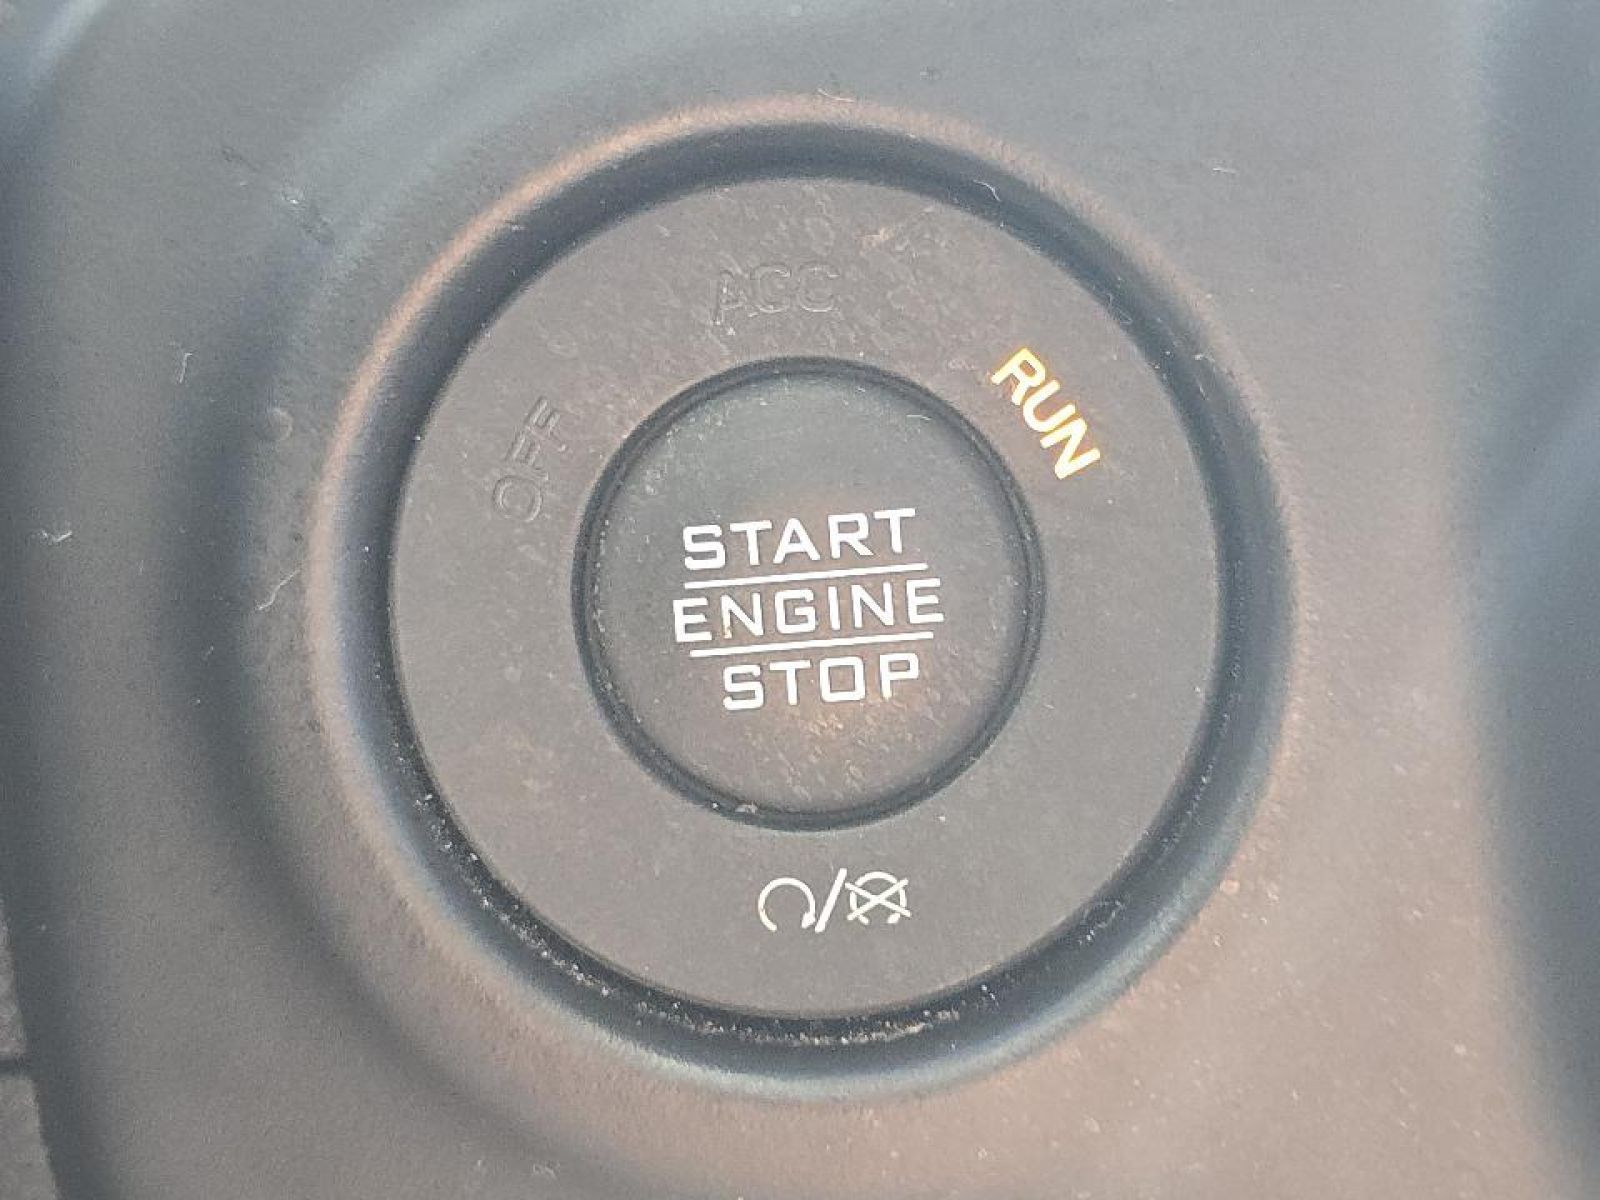 OFF
ACC
RUN
START
ENGINE
STOP